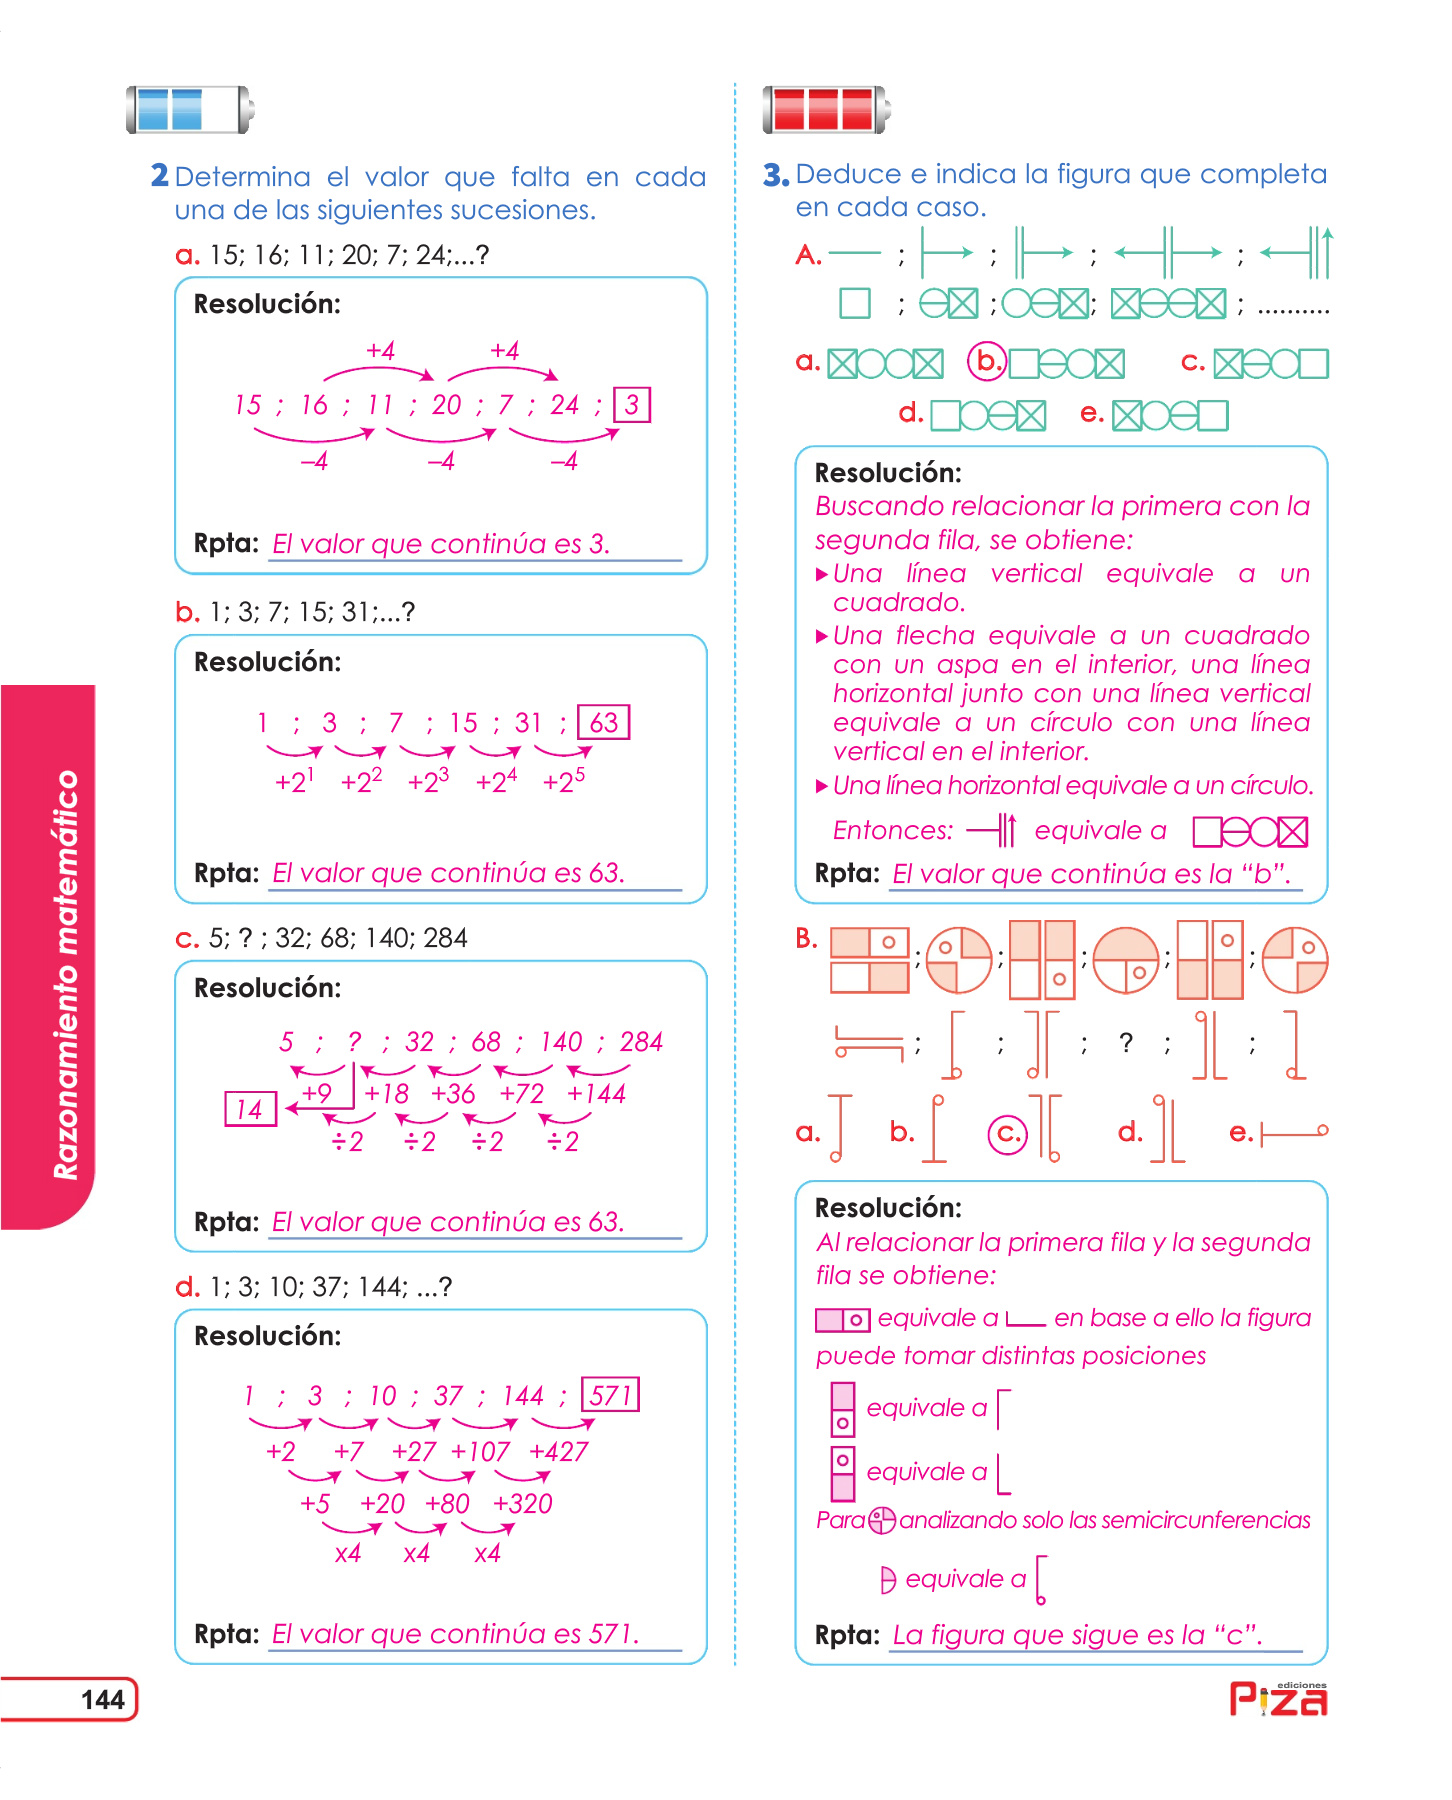 2 Determina el valor que falta en cada
una de las siguientes sucesiones.
a. 15; 16; 11; 20; 7; 24;...?
Resolución:
+4 +4
15 ; 16 ; 11 ; 20 ; 7 ; 24 ; 3
–4 –4 –4
Rpta: El valor que continúa es 3.
b. 1; 3; 7; 15; 31;...?
Resolución:
1 ; 3 ; 7 ; 15 ; 31 ; 63
+2¹ +2² +2³ +2⁴ +2⁵
Rpta: El valor que continúa es 63.
c. 5; ? ; 32; 68; 140; 284
Resolución:
5 ; ? ; 32 ; 68 ; 140 ; 284
+9 +18 +36 +72 +144
14
÷2 ÷2 ÷2 ÷2
Rpta: El valor que continúa es 63.
d. 1; 3; 10; 37; 144; ...?
Resolución:
1 ; 3 ; 10 ; 37 ; 144 ; 571
+2 +7 +27 +107 +427
+5 +20 +80 +320
x4 x4 x4
Rpta: El valor que continúa es 571.
3. Deduce e indica la figura que completa
en cada caso.
A. ; ; ; ;
; ; ; ; ..........
a. b. c.
d. e.
Resolución:
Buscando relacionar la primera con la
segunda fila, se obtiene:
Una línea vertical equivale a un
cuadrado.
Una flecha equivale a un cuadrado
con un aspa en el interior, una línea
horizontal junto con una línea vertical
equivale a un círculo con una línea
vertical en el interior.
Una línea horizontal equivale a un círculo.
Entonces: equivale a
Rpta: El valor que continúa es la “b”.
B. ; ; ; ; ;
; ; ; ? ; ;
a. b. c. d. e.
Resolución:
Al relacionar la primera fila y la segunda
fila se obtiene:
equivale a en base a ello la figura
puede tomar distintas posiciones
equivale a
equivale a
Para analizando solo las semicircunferencias
equivale a
Rpta: La figura que sigue es la “c”.
Razonamiento matemático
144
ediciones
Piza